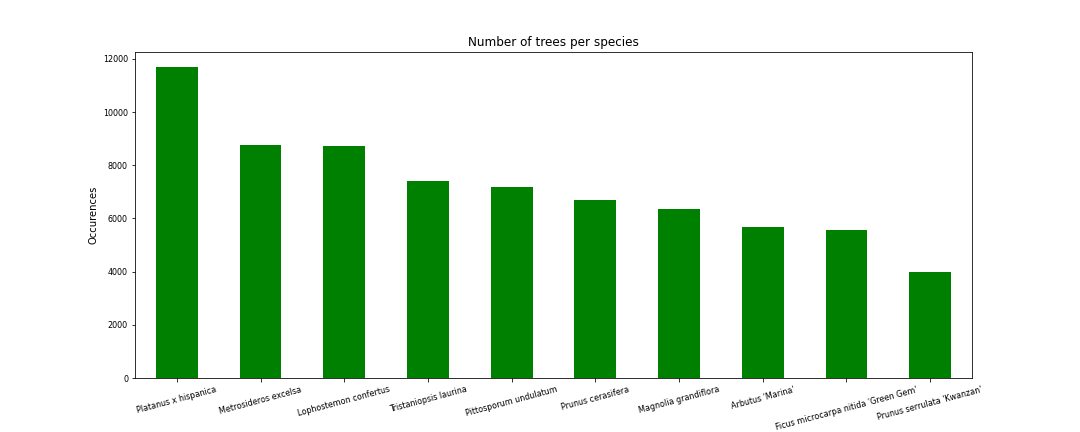 Number of trees per species
12000
10000
8000
6000
4000
2000
0
Occurences
Platanus x hispanica
Metrosideros excelsa
Lophostemon confertus
Tristaniopsis laurina
Pittosporum undulatum
Prunus cerasifera
Magnolia grandiflora
Arbutus 'Marina'
Ficus microcarpa nitida 'Green Gem'
Prunus serrulata 'Kwanzan'